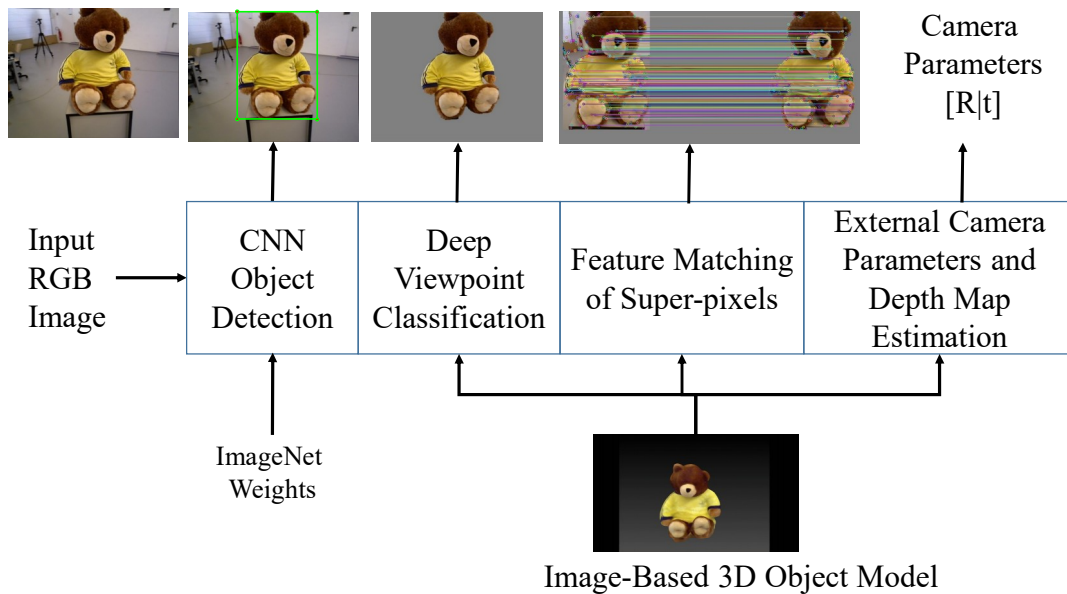 Camera
Parameters
[R|t]
Input
RGB
Image
CNN
Object
Detection
Deep
Viewpoint
Classification
Feature Matching
of Super-pixels
External Camera
Parameters and
Depth Map
Estimation
ImageNet
Weights
Image-Based 3D Object Model